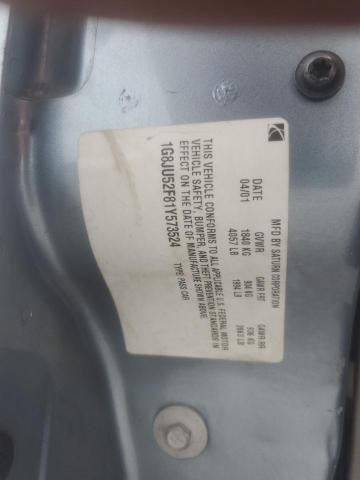 MFD BY SATURN CORPORATION
DATE GVWR GAWR FRT GAWR RR
04/01 1840 KG 904 KG 936 KG
4057 LB 1994 LB 2063 LB
THIS VEHICLE CONFORMS TO ALL APPLICABLE U.S. FEDERAL MOTOR
VEHICLE SAFETY, BUMPER, AND THEFT PREVENTION STANDARDS IN
EFFECT ON THE DATE OF MANUFACTURE SHOWN ABOVE.
1G8JU52F81Y573524 TYPE: PASS CAR